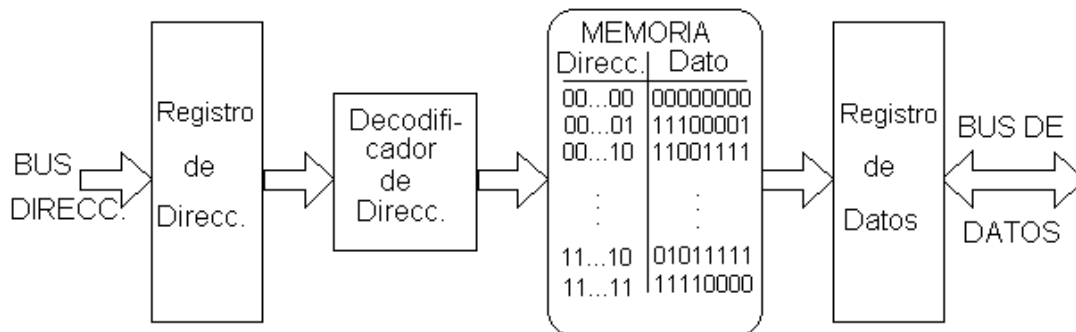 BUS
DIRECC.
Registro
de
Direcc.
Decodifi-
cador
de
Direcc.
MEMORIA
Direcc. Dato
00...00 00000000
00...01 11100001
00...10 11001111
11...10 01011111
11...11 11110000
Registro
de
Datos
BUS DE
DATOS